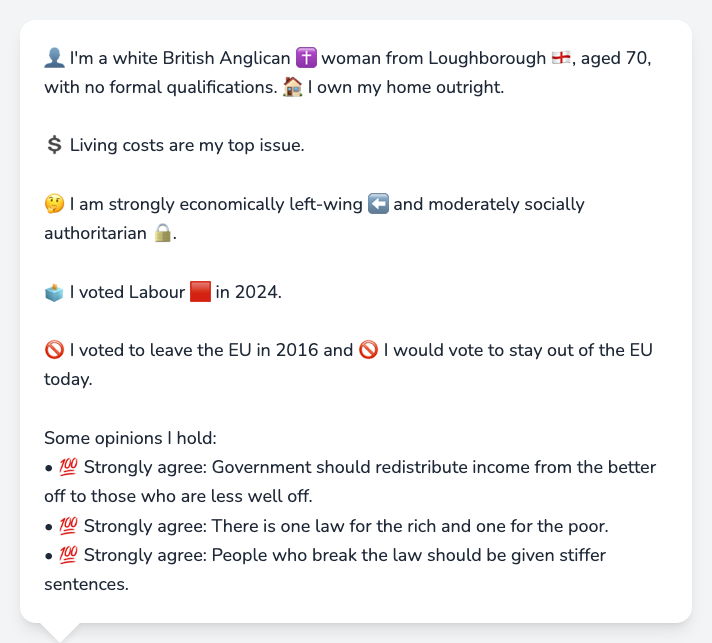 👤 I'm a white British Anglican ✝️ woman from Loughborough 🏴󠁧󠁢󠁥󠁮󠁧󠁿, aged 70,
with no formal qualifications. 🏠 I own my home outright.
💲 Living costs are my top issue.
🤔 I am strongly economically left-wing ⬅️ and moderately socially
authoritarian 🔒.
🗳️ I voted Labour 🟥 in 2024.
🚫 I voted to leave the EU in 2016 and 🚫 I would vote to stay out of the EU
today.
Some opinions I hold:
• 💯 Strongly agree: Government should redistribute income from the better
off to those who are less well off.
• 💯 Strongly agree: There is one law for the rich and one for the poor.
• 💯 Strongly agree: People who break the law should be given stiffer
sentences.